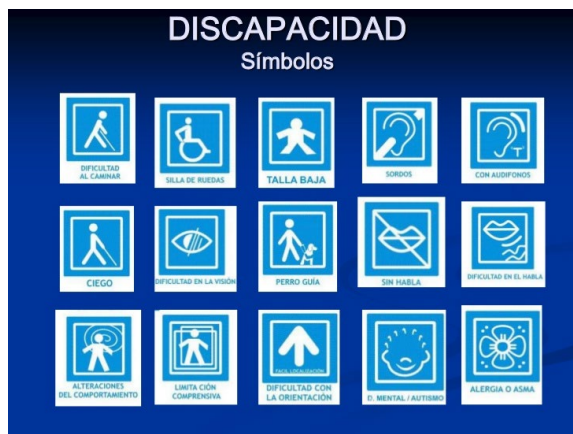 DISCAPACIDAD
Símbolos
DIFICULTAD
AL CAMINAR
SILLA DE RUEDAS
TALLA BAJA
SORDOS
T
CON AUDIFONOS
CIEGO
DIFICULTAD EN LA VISIÓN
PERRO GUÍA
SIN HABLA
DIFICULTAD EN EL HABLA
ALTERACIONES
DEL COMPORTAMIENTO
LIMITA CIÓN
COMPRENSIVA
FACIL LOCALIZACIÓN
DIFICULTAD CON
LA ORIENTACIÓN
D. MENTAL / AUTISMO
ALERGIA O ASMA